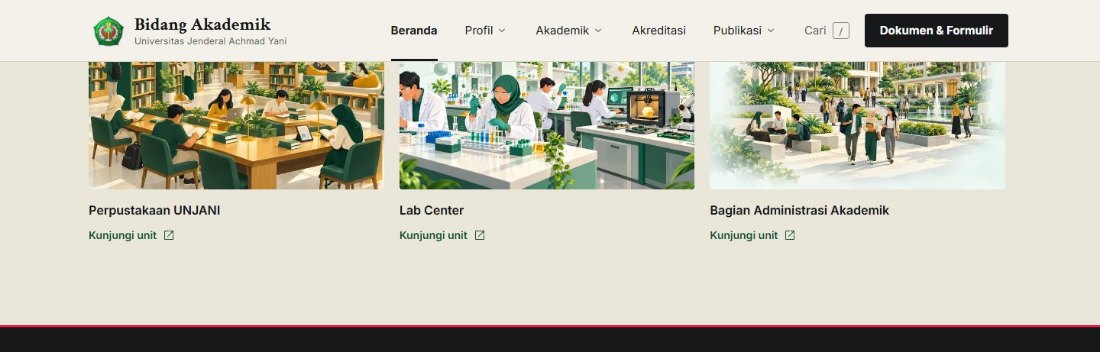 Bidang Akademik
Universitas Jenderal Achmad Yani
Beranda
Profil
Akademik
Akreditasi
Publikasi
Cari /
Dokumen & Formulir
Perpustakaan UNJANI
Kunjungi unit
Lab Center
Kunjungi unit
Bagian Administrasi Akademik
Kunjungi unit